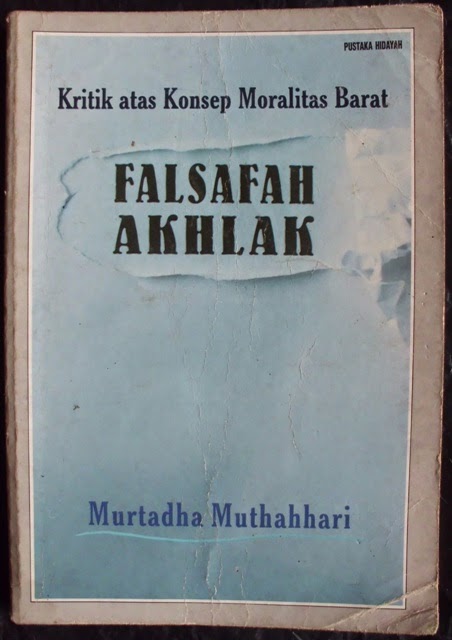 PUSTAKA HIDAYAH
Kritik atas Konsep Moralitas Barat
FALSAFAH
AKHLAK
Murtadha Muthahhari